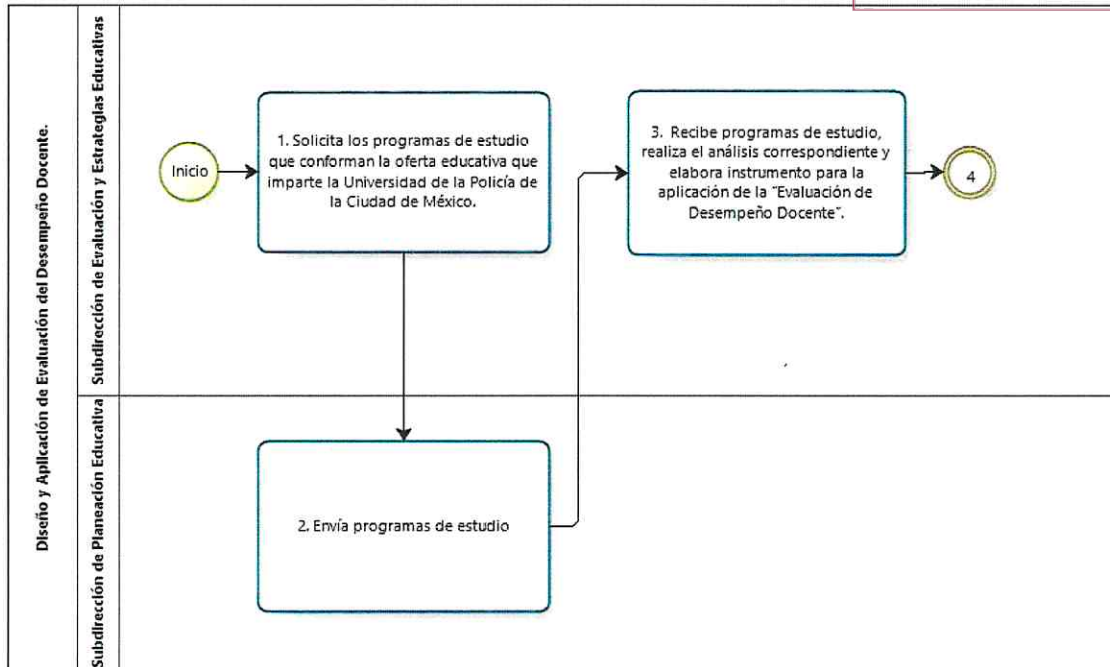 Diseño y Aplicación de Evaluación del Desempeño Docente.
Subdirección de Evaluación y Estrategias Educativas
Inicio
1. Solicita los programas de estudio
que conforman la oferta educativa que
imparte la Universidad de la Policía de
la Ciudad de México.
3. Recibe programas de estudio,
realiza el análisis correspondiente y
elabora instrumento para la
aplicación de la "Evaluación de
Desempeño Docente".
4
Subdirección de Planeación Educativa
2. Envía programas de estudio